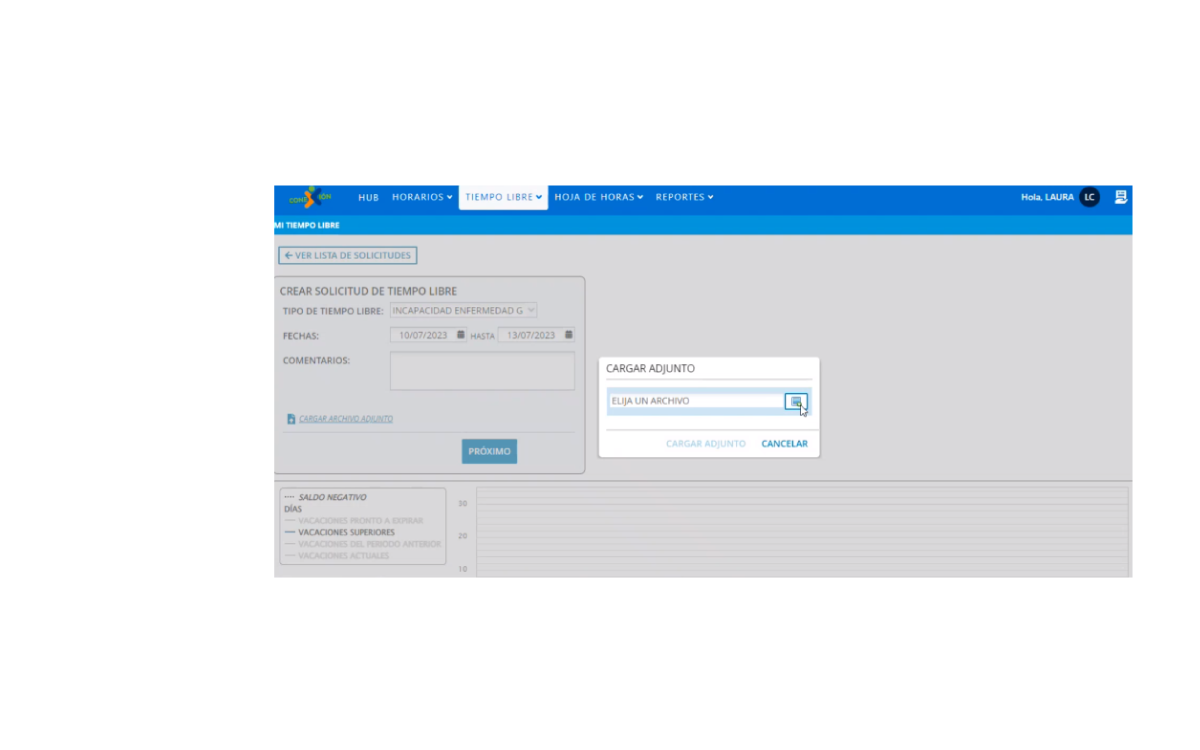 HUB HORARIOS TIEMPO LIBRE HOJA DE HORAS REPORTES Hola, LAURA LC
MI TIEMPO LIBRE
VER LISTA DE SOLICITUDES
CREAR SOLICITUD DE TIEMPO LIBRE
TIPO DE TIEMPO LIBRE: INCAPACIDAD ENFERMEDAD G
FECHAS: 10/07/2023 HASTA 13/07/2023
COMENTARIOS:
CARGAR ARCHIVO ADJUNTO
PRÓXIMO
CARGAR ADJUNTO
ELIJA UN ARCHIVO
CARGAR ADJUNTO CANCELAR
SALDO NEGATIVO
DÍAS
VACACIONES PRONTO A EXPIRAR
VACACIONES SUPERIORES
VACACIONES DEL PERIODO ANTERIOR
VACACIONES ACTUALES
30
20
10